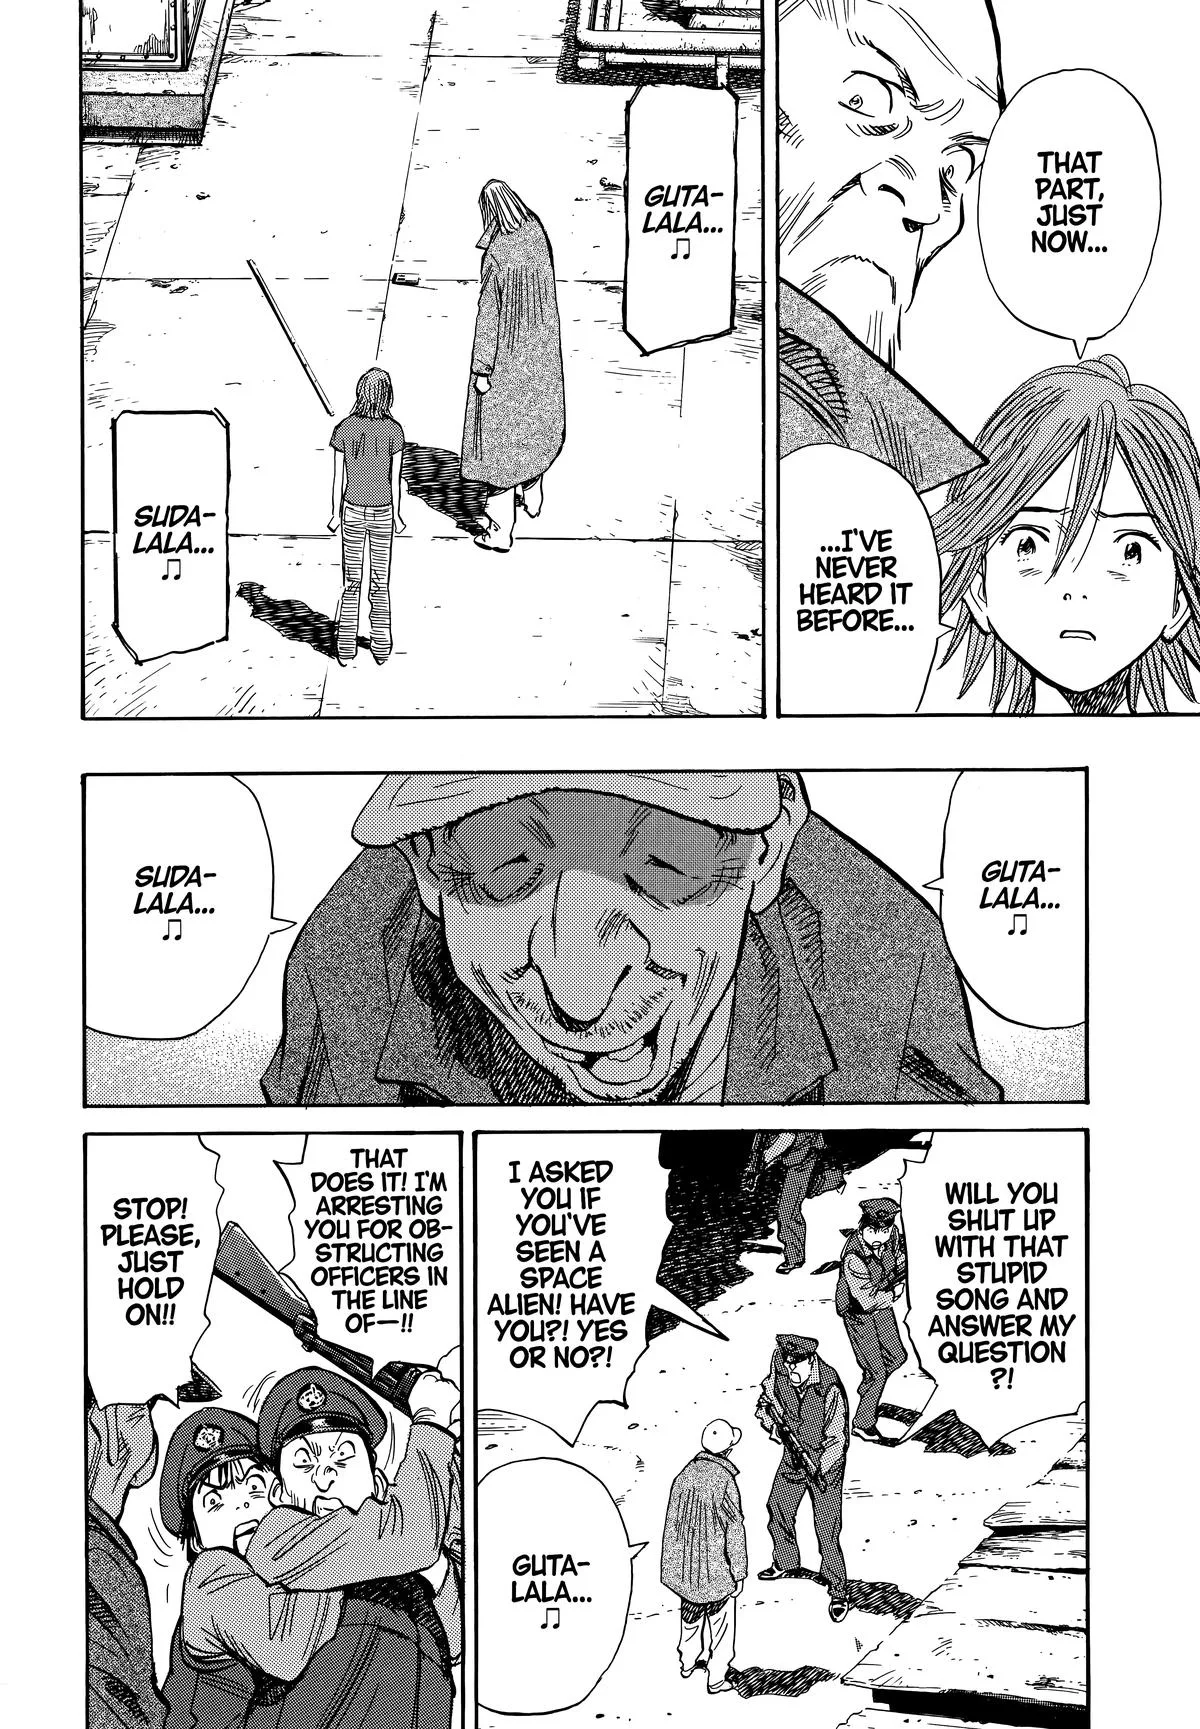 THAT
PART,
JUST
NOW...
...I'VE
NEVER
HEARD IT
BEFORE...
GUTA-
LALA...
♫
SUDA-
LALA...
♫
GUTA-
LALA...
♫
SUDA-
LALA...
♫
WILL YOU
SHUT UP
WITH THAT
STUPID
SONG AND
ANSWER MY
QUESTION
?!
I ASKED
YOU IF
YOU'VE
SEEN A
SPACE
ALIEN! HAVE
YOU?! YES
OR NO?!
GUTA-
LALA...
♫
THAT
DOES IT! I'M
ARRESTING
YOU FOR OB-
STRUCTING
OFFICERS IN
THE LINE
OF—!!
STOP!
PLEASE,
JUST
HOLD
ON!!